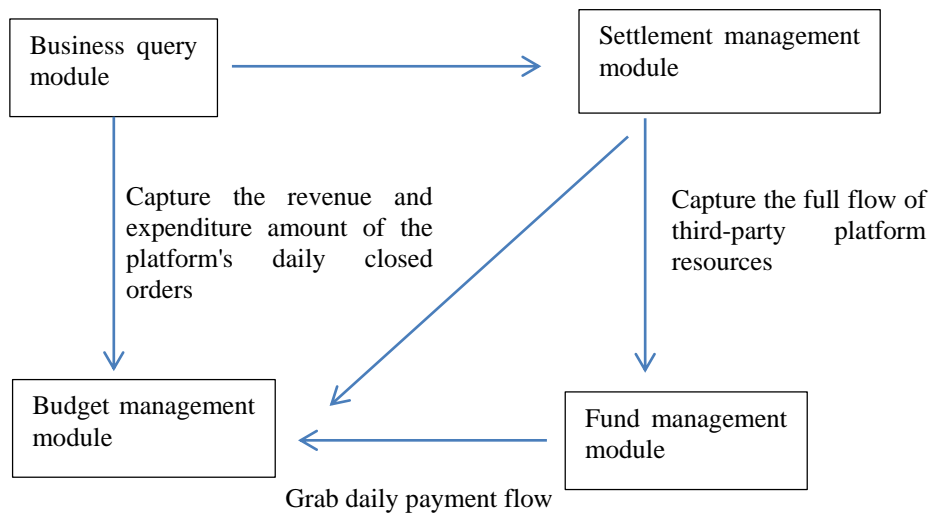 Business query
module
Settlement management
module
Capture the revenue and
expenditure amount of the
platform's daily closed
orders
Capture the full flow of
third-party platform
resources
Budget management
module
Fund management
module
Grab daily payment flow